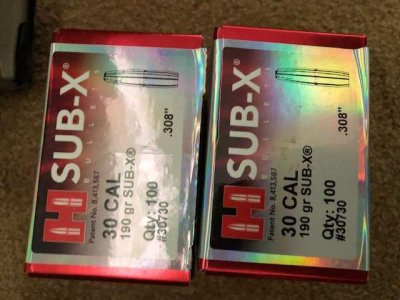 H SUB-X®
BULLETS
Patent No. 8,413,587
30 CAL
190 gr SUB-X®
.308"
Qty: 100
#30730
H SUB-X®
BULLETS
Patent No. 8,413,587
30 CAL
190 gr SUB-X®
.308"
Qty: 100
#30730